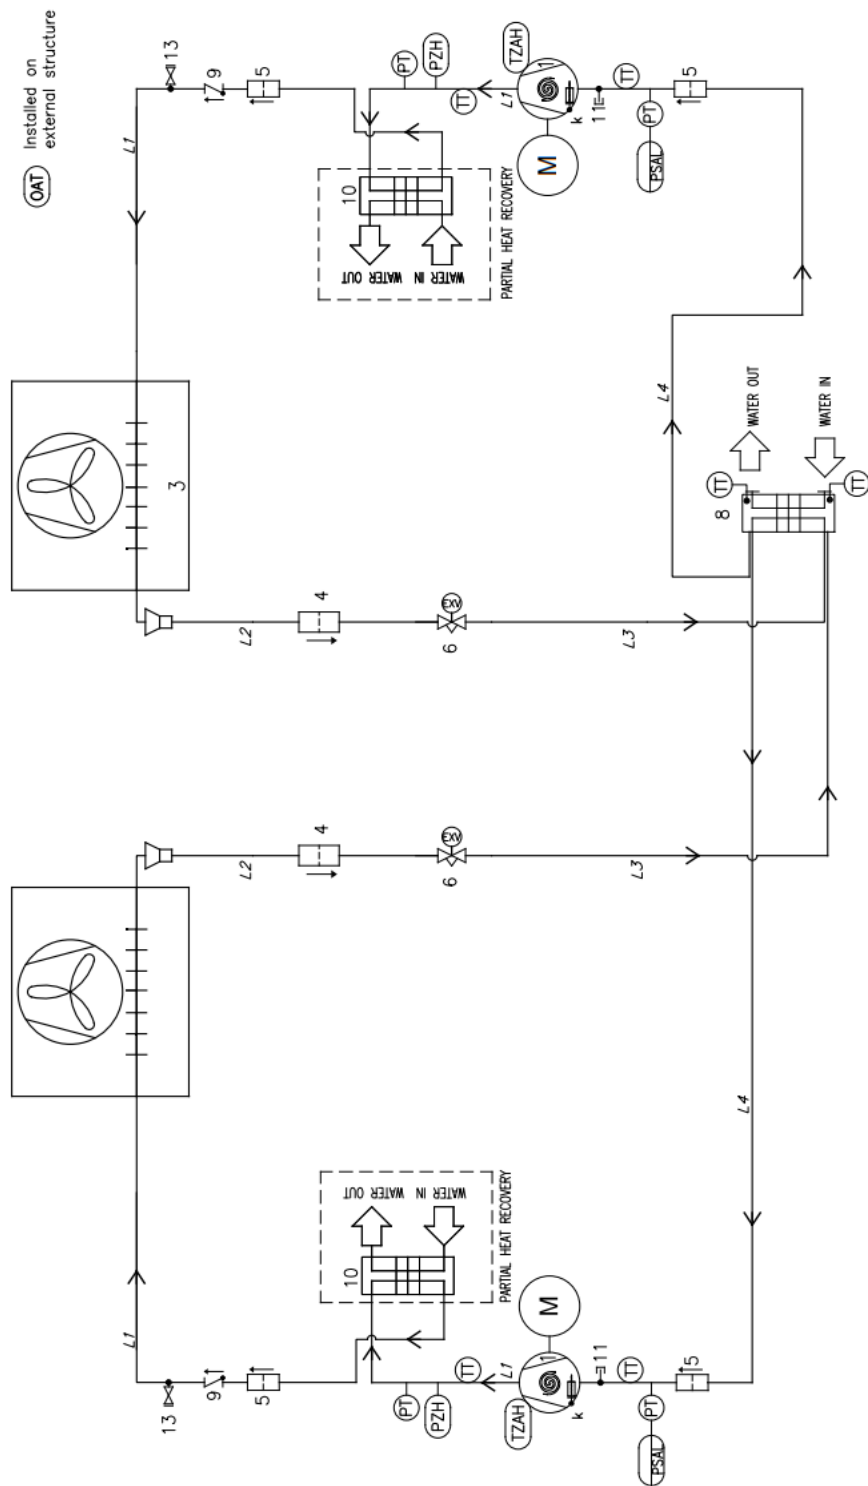 OAT
Installed on
external structure
13
9
5
L1
10
WATER OUT
WATER IN
PARTIAL HEAT RECOVERY
PT
PZH
TT
L1
TZAH
1
M
k
11
TT
PT
PSAL
5
3
L2
4
EXV
6
L3
L4
8
TT
TT
WATER OUT
WATER IN
L2
4
EXV
6
L3
L4
L1
13
9
5
10
WATER OUT
WATER IN
PARTIAL HEAT RECOVERY
PT
PZH
TT
L1
TZAH
1
M
k
11
TT
PT
PSAL
5